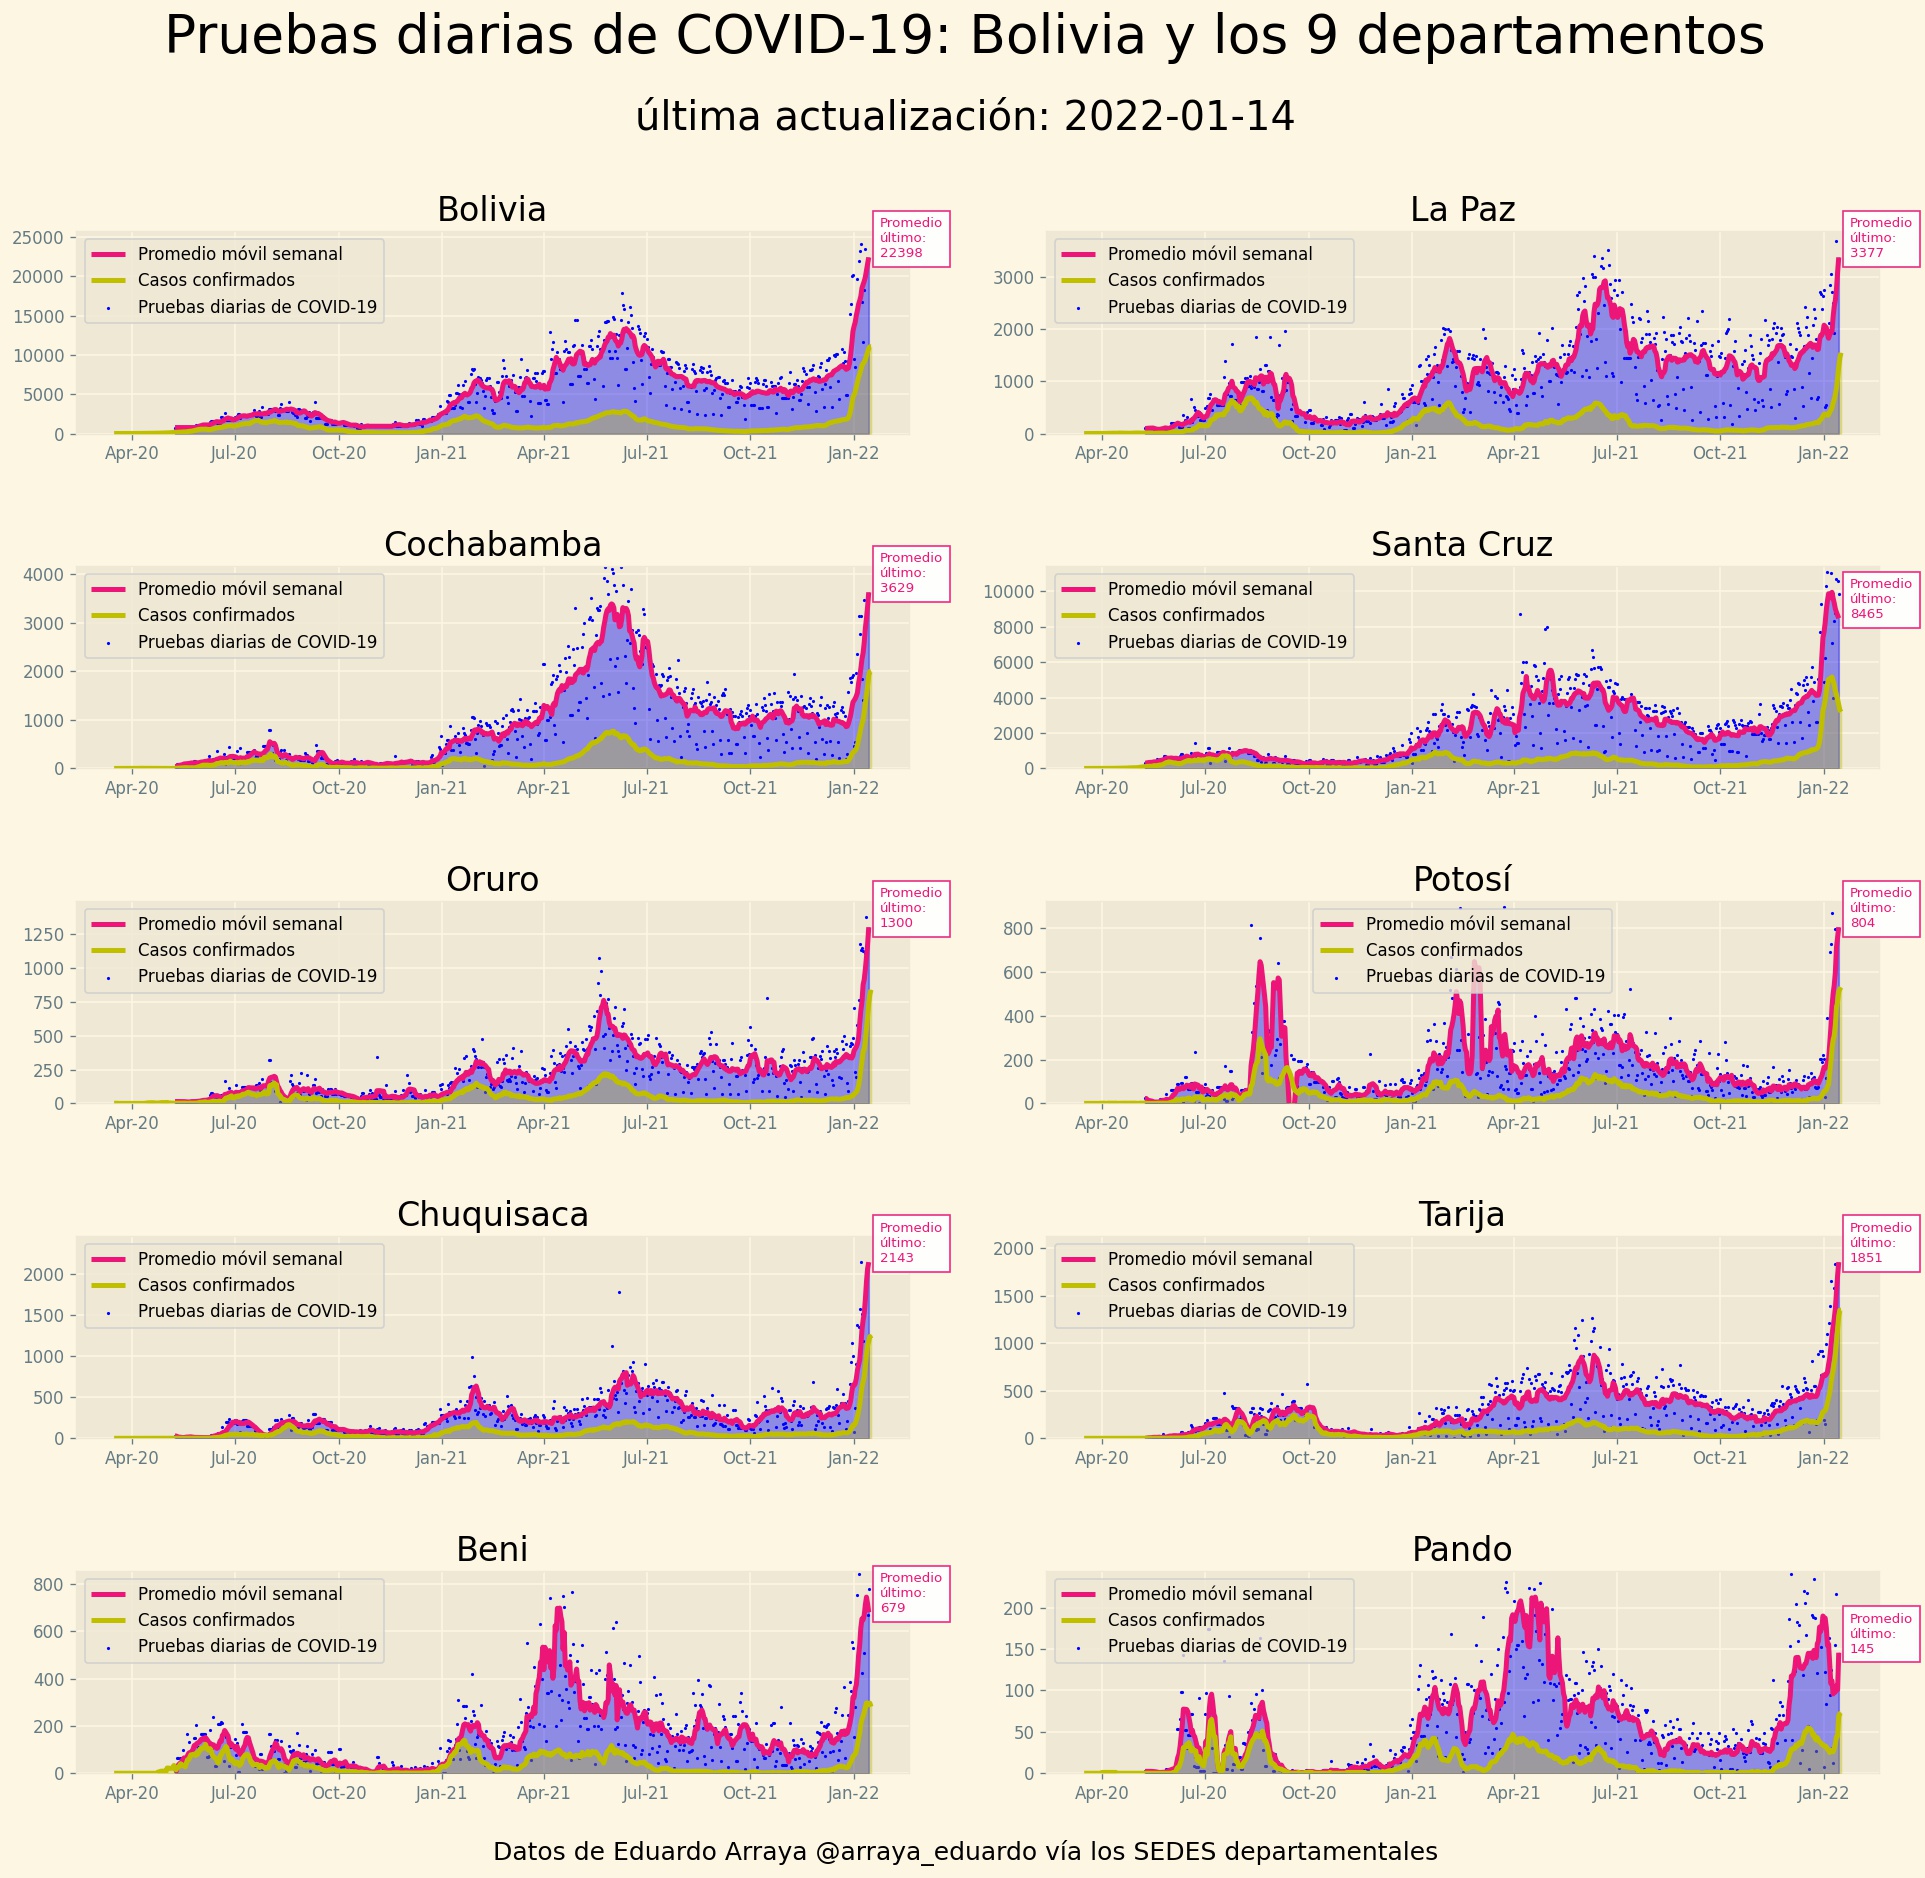 Pruebas diarias de COVID-19: Bolivia y los 9 departamentos
última actualización: 2022-01-14
Bolivia
Promedio móvil semanal
Casos confirmados
Pruebas diarias de COVID-19
Promedio
último:
22398
25000
20000
15000
10000
5000
0
Apr-20 Jul-20 Oct-20 Jan-21 Apr-21 Jul-21 Oct-21 Jan-22
La Paz
Promedio móvil semanal
Casos confirmados
Pruebas diarias de COVID-19
Promedio
último:
3377
3000
2000
1000
0
Apr-20 Jul-20 Oct-20 Jan-21 Apr-21 Jul-21 Oct-21 Jan-22
Cochabamba
Promedio móvil semanal
Casos confirmados
Pruebas diarias de COVID-19
Promedio
último:
3629
4000
3000
2000
1000
0
Apr-20 Jul-20 Oct-20 Jan-21 Apr-21 Jul-21 Oct-21 Jan-22
Santa Cruz
Promedio móvil semanal
Casos confirmados
Pruebas diarias de COVID-19
Promedio
último:
8465
10000
8000
6000
4000
2000
0
Apr-20 Jul-20 Oct-20 Jan-21 Apr-21 Jul-21 Oct-21 Jan-22
Oruro
Promedio móvil semanal
Casos confirmados
Pruebas diarias de COVID-19
Promedio
último:
1300
1250
1000
750
500
250
0
Apr-20 Jul-20 Oct-20 Jan-21 Apr-21 Jul-21 Oct-21 Jan-22
Potosí
Promedio móvil semanal
Casos confirmados
Pruebas diarias de COVID-19
Promedio
último:
804
800
600
400
200
0
Apr-20 Jul-20 Oct-20 Jan-21 Apr-21 Jul-21 Oct-21 Jan-22
Chuquisaca
Promedio móvil semanal
Casos confirmados
Pruebas diarias de COVID-19
Promedio
último:
2143
2000
1500
1000
500
0
Apr-20 Jul-20 Oct-20 Jan-21 Apr-21 Jul-21 Oct-21 Jan-22
Tarija
Promedio móvil semanal
Casos confirmados
Pruebas diarias de COVID-19
Promedio
último:
1851
2000
1500
1000
500
0
Apr-20 Jul-20 Oct-20 Jan-21 Apr-21 Jul-21 Oct-21 Jan-22
Beni
Promedio móvil semanal
Casos confirmados
Pruebas diarias de COVID-19
Promedio
último:
679
800
600
400
200
0
Apr-20 Jul-20 Oct-20 Jan-21 Apr-21 Jul-21 Oct-21 Jan-22
Pando
Promedio móvil semanal
Casos confirmados
Pruebas diarias de COVID-19
Promedio
último:
145
200
150
100
50
0
Apr-20 Jul-20 Oct-20 Jan-21 Apr-21 Jul-21 Oct-21 Jan-22
Datos de Eduardo Arraya @arraya_eduardo vía los SEDES departamentales